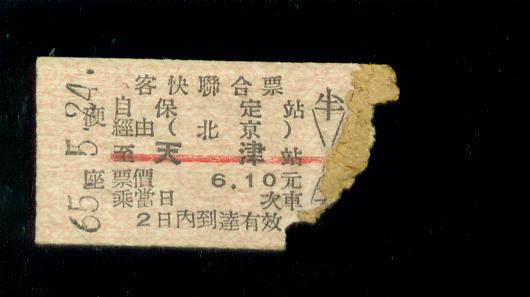 客快聯合票
自保定站
經由(北京)
至天津站
票價 6.10元
乘當日 次車
2日內到達有效
硬座
半
65.5.24.